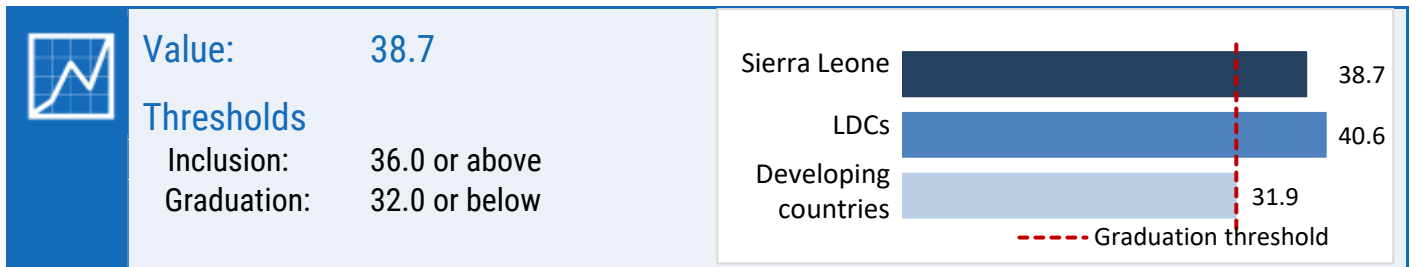 Value: 38.7
Thresholds
Inclusion: 36.0 or above
Graduation: 32.0 or below
Sierra Leone 38.7
LDCs 40.6
Developing
countries 31.9
Graduation threshold